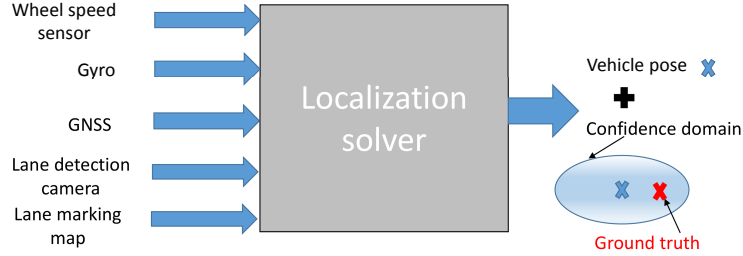 Wheel speed
sensor
Gyro
GNSS
Lane detection
camera
Lane marking
map
Localization
solver
Vehicle pose
Confidence domain
Ground truth